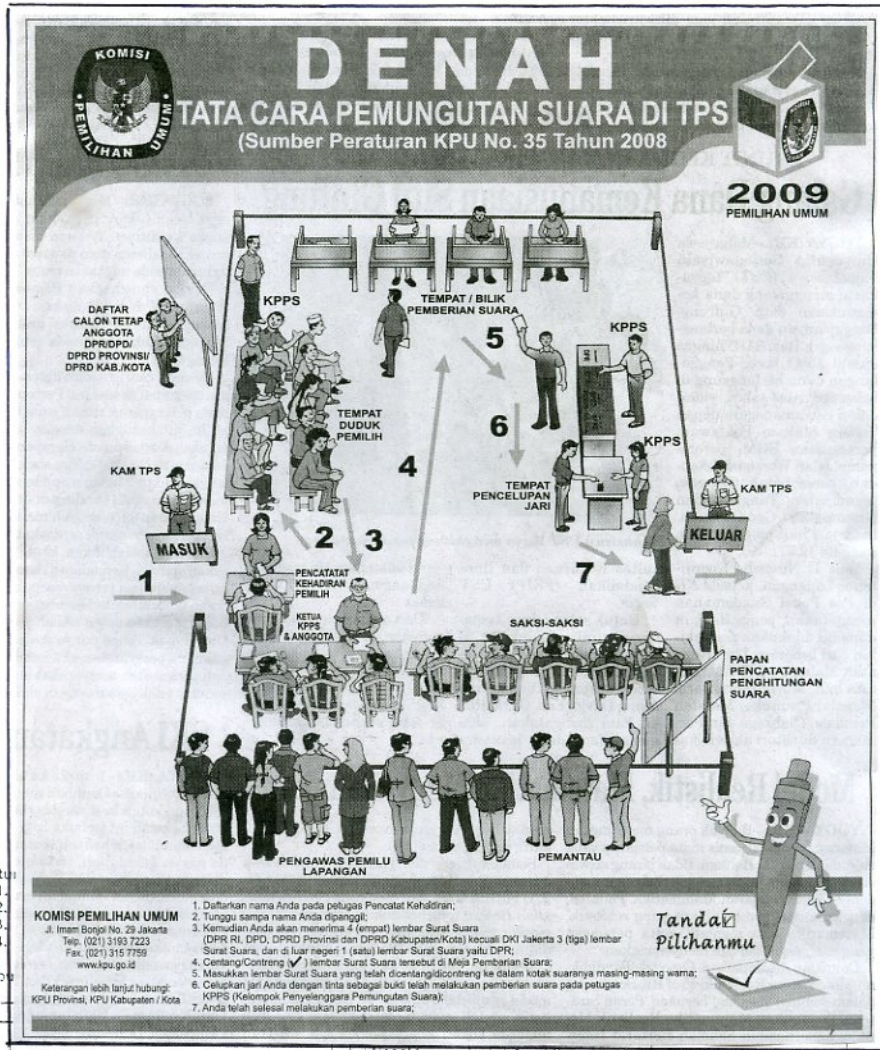 KOMISI
PEMILIHAN UMUM
DENAH
TATA CARA PEMUNGUTAN SUARA DI TPS
(Sumber Peraturan KPU No. 35 Tahun 2008
2009
PEMILIHAN UMUM
DAFTAR
CALON TETAP
ANGGOTA
DPR/DPD/
DPRD PROVINSI/
DPRD KAB./KOTA
KPPS
TEMPAT / BILIK
PEMBERIAN SUARA
5
KPPS
TEMPAT
DUDUK
PEMILIH
4
6
KPPS
TEMPAT
PENCELUPAN
JARI
KAM TPS
KAM TPS
MASUK
KELUAR
1
2
3
7
PENCATATAT
KEHADIRAN
PEMILIH
KETUA
KPPS
& ANGGOTA
SAKSI-SAKSI
PAPAN
PENCATATAN
PENGHITUNGAN
SUARA
PENGAWAS PEMILU
LAPANGAN
PEMANTAU
KOMISI PEMILIHAN UMUM
Jl. Imam Bonjol No. 29 Jakarta
Telp. (021) 3193 7223
Fax. (021) 315 7759
www.kpu.go.id
Keterangan lebih lanjut hubungi:
KPU Provinsi, KPU Kabupaten / Kota
1. Daftarkan nama Anda pada petugas Pencatat Kehadiran;
2. Tunggu sampa nama Anda dipanggil;
3. Kemudian Anda akan menerima 4 (empat) lembar Surat Suara
(DPR RI, DPD, DPRD Provinsi dan DPRD Kabupaten/Kota) kecuali DKI Jakarta 3 (tiga) lembar
Surat Suara, dan di luar negeri 1 (satu) lembar Surat Suara yaitu DPR;
4. Centang/Contreng (✓) lembar Surat Suara tersebut di Meja Pemberian Suara;
5. Masukkan lembar Surat Suara yang telah dicentang/dicontreng ke dalam kotak suaranya masing-masing warna;
6. Celupkan jari Anda dengan tinta sebagai bukti telah melakukan pemberian suara pada petugas
KPPS (Kelompok Penyelenggara Pemungutan Suara);
7. Anda telah selesai melakukan pemberian suara;
Tandai
Pilihanmu